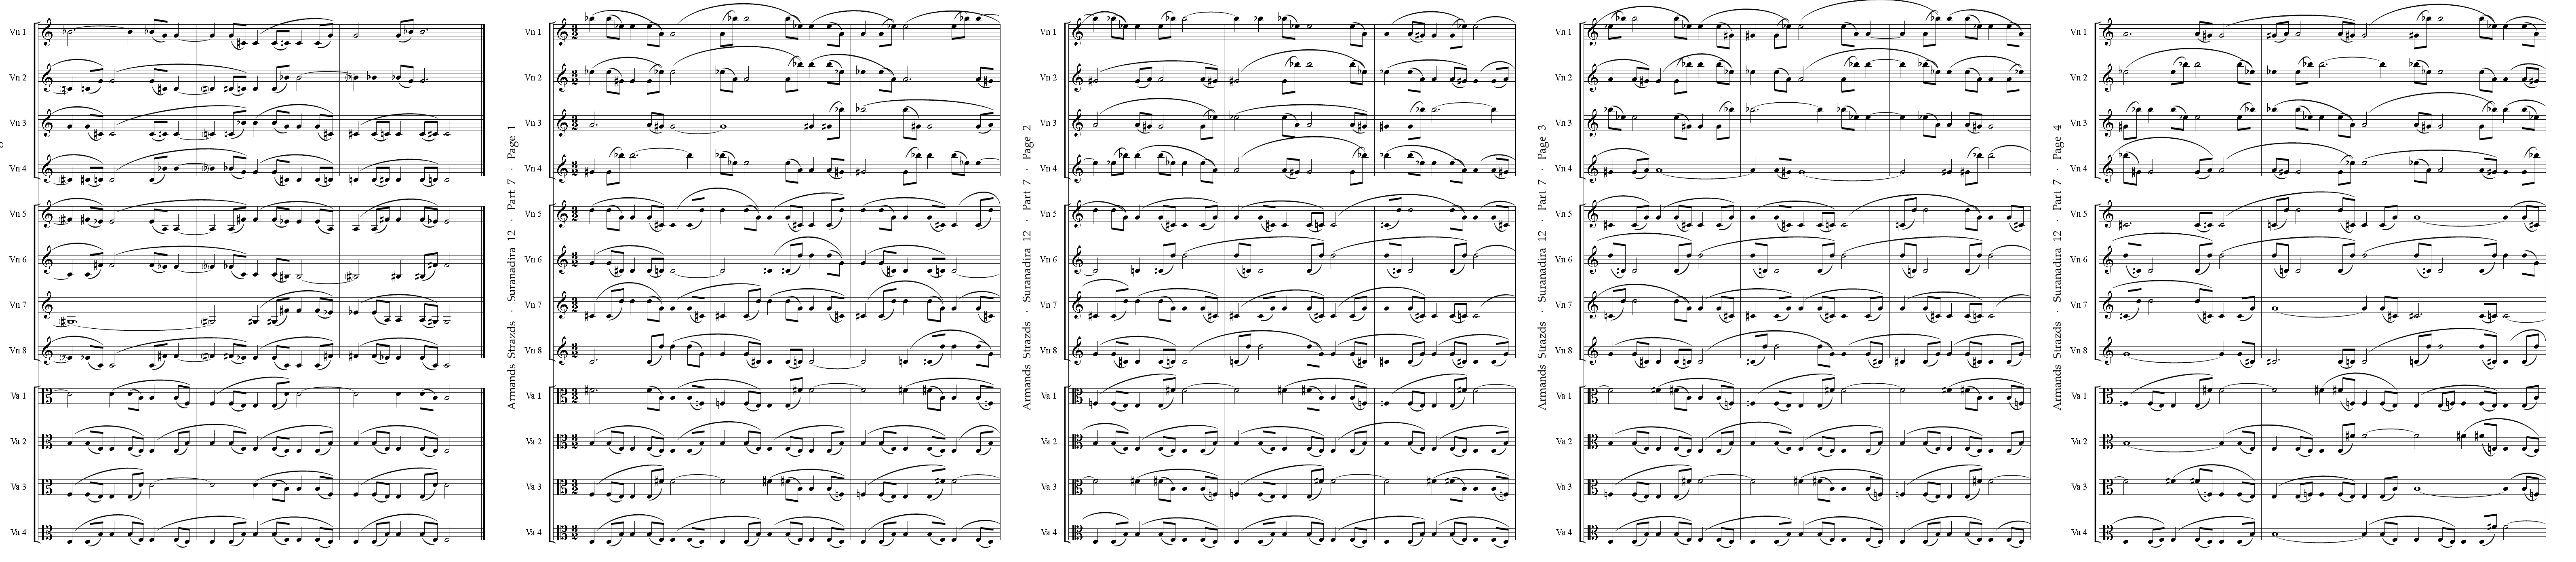 Vn 1
Vn 2
Vn 3
Vn 4
Vn 5
Vn 6
Vn 7
Vn 8
Va 1
Va 2
Va 3
Va 4
Armands Strazds · Suranadira 12 · Part 7 · Page 1
Vn 1
Vn 2
Vn 3
Vn 4
Vn 5
Vn 6
Vn 7
Vn 8
Va 1
Va 2
Va 3
Va 4
Armands Strazds · Suranadira 12 · Part 7 · Page 2
Vn 1
Vn 2
Vn 3
Vn 4
Vn 5
Vn 6
Vn 7
Vn 8
Va 1
Va 2
Va 3
Va 4
Armands Strazds · Suranadira 12 · Part 7 · Page 3
Vn 1
Vn 2
Vn 3
Vn 4
Vn 5
Vn 6
Vn 7
Vn 8
Va 1
Va 2
Va 3
Va 4
Armands Strazds · Suranadira 12 · Part 7 · Page 4
Vn 1
Vn 2
Vn 3
Vn 4
Vn 5
Vn 6
Vn 7
Vn 8
Va 1
Va 2
Va 3
Va 4